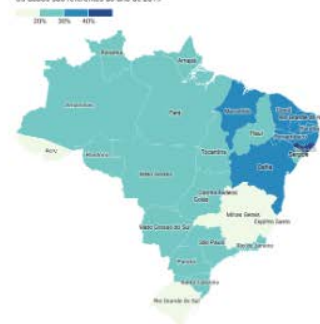 20% 30% 40%
Roraima
Amapá
Amazonas
Pará
Maranhão
Ceará
Piauí
Acre
Rondônia
Tocantins
Sergipe
Bahia
Mato Grosso
Distrito Federal
Goiás
Minas Gerais
Espírito Santo
Mato Grosso do Sul
São Paulo
Rio de Janeiro
Paraná
Santa Catarina
Rio Grande do Sul